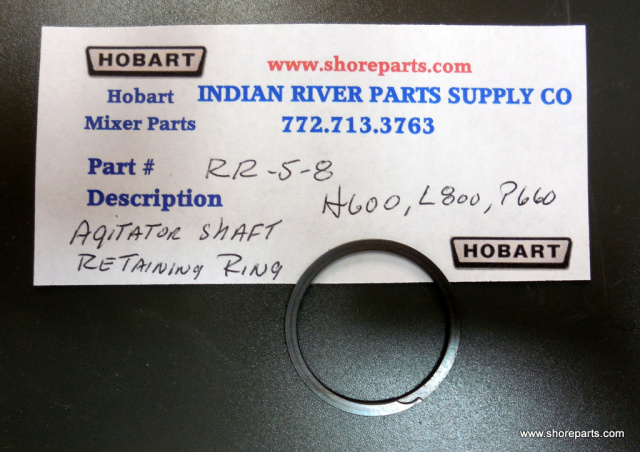 HOBART
www.shoreparts.com
Hobart INDIAN RIVER PARTS SUPPLY CO
Mixer Parts 772.713.3763
Part # RR-5-8
Description H600, L800, P660
AGITATOR SHAFT
RETAINING RING
HOBART
www.shoreparts.com